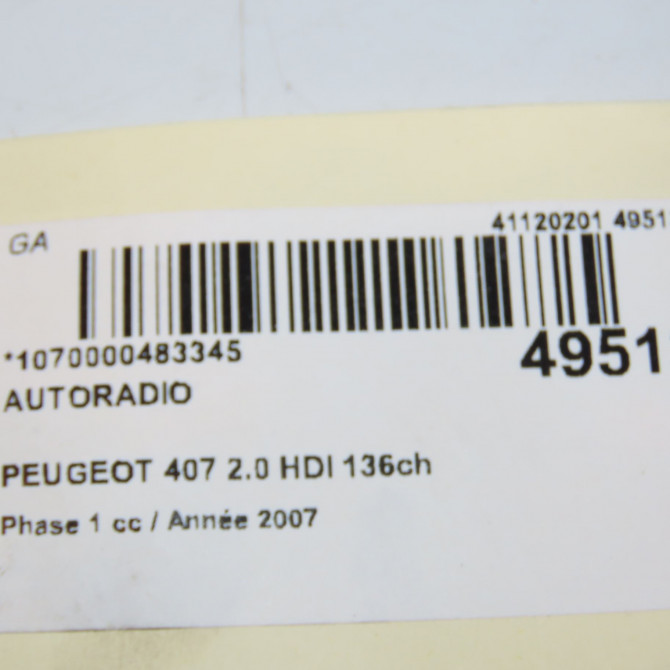 GA
41120201 4951
*1070000483345
4951
AUTORADIO
PEUGEOT 407 2.0 HDI 136ch
Phase 1 cc / Année 2007